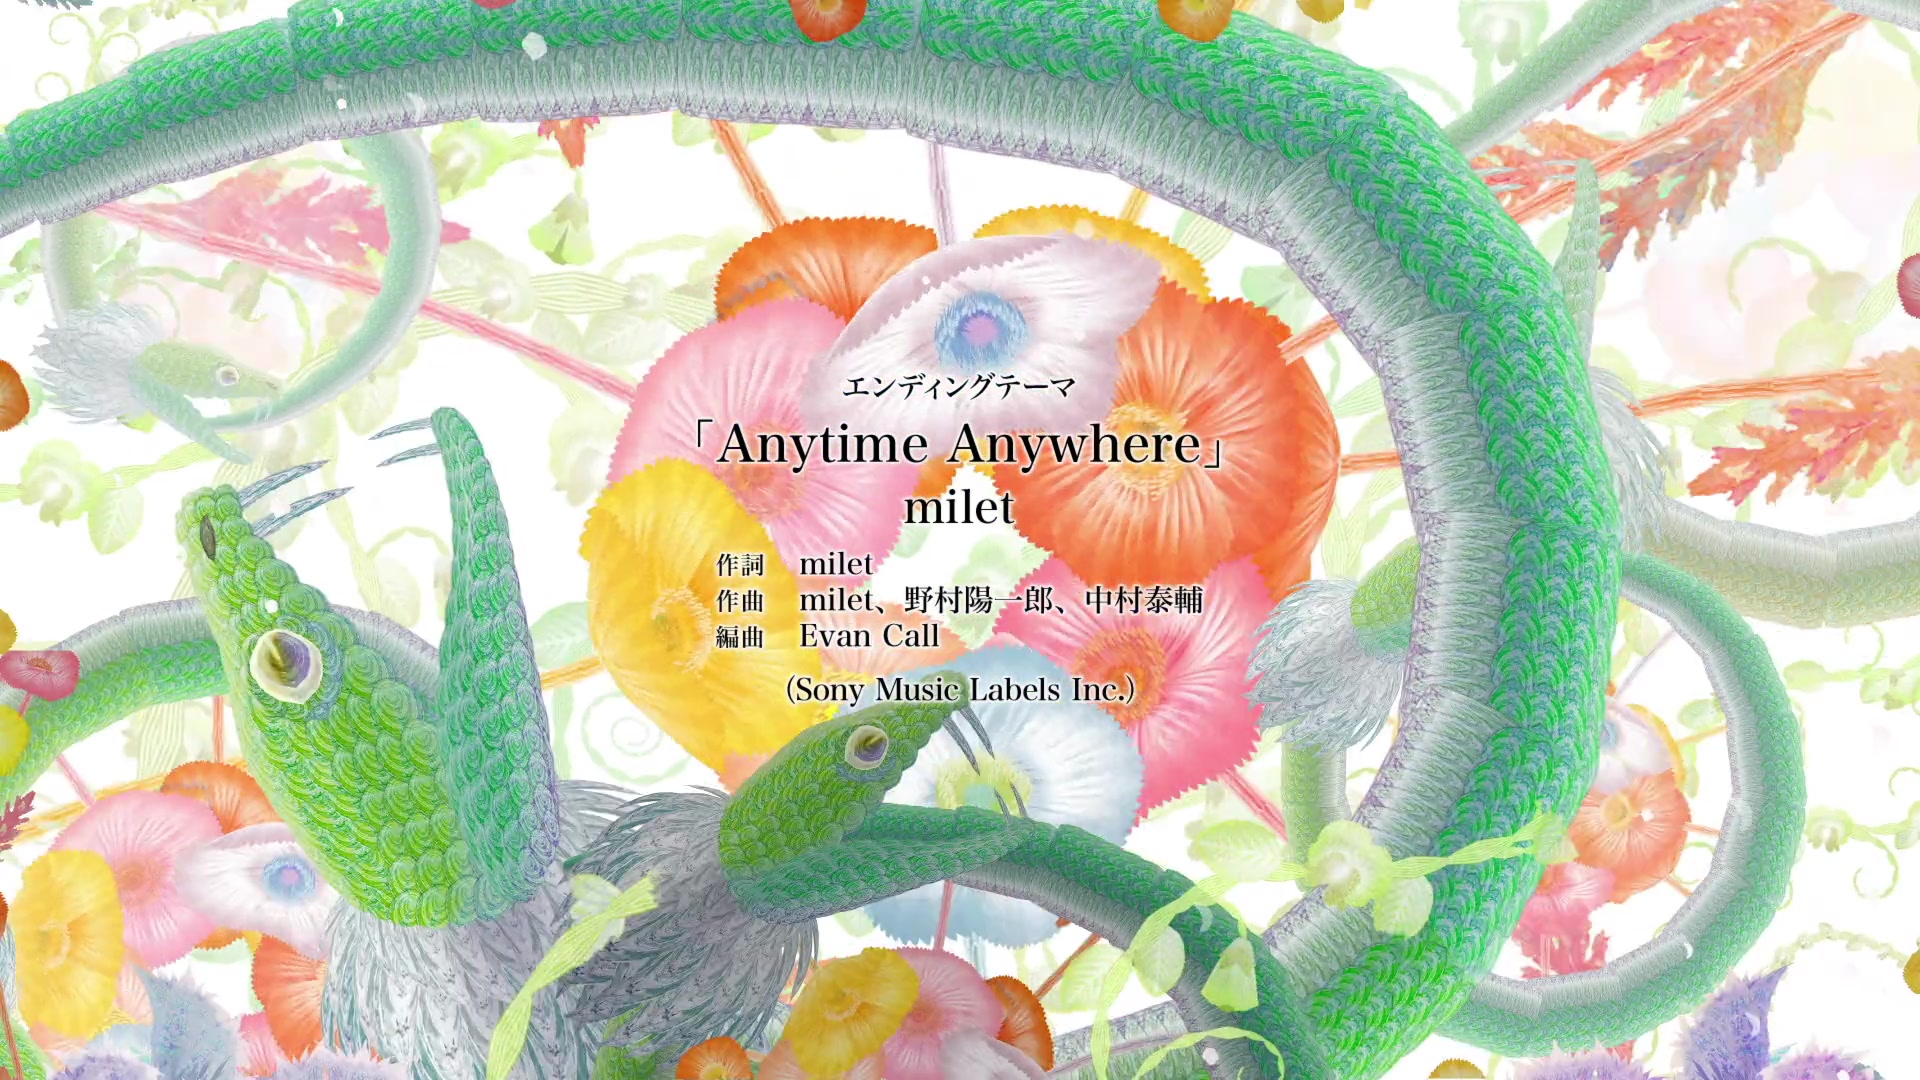 エンディングテーマ
「Anytime Anywhere」
milet
作詞 milet
作曲 milet、野村陽一郎、中村泰輔
編曲 Evan Call
(Sony Music Labels Inc.)